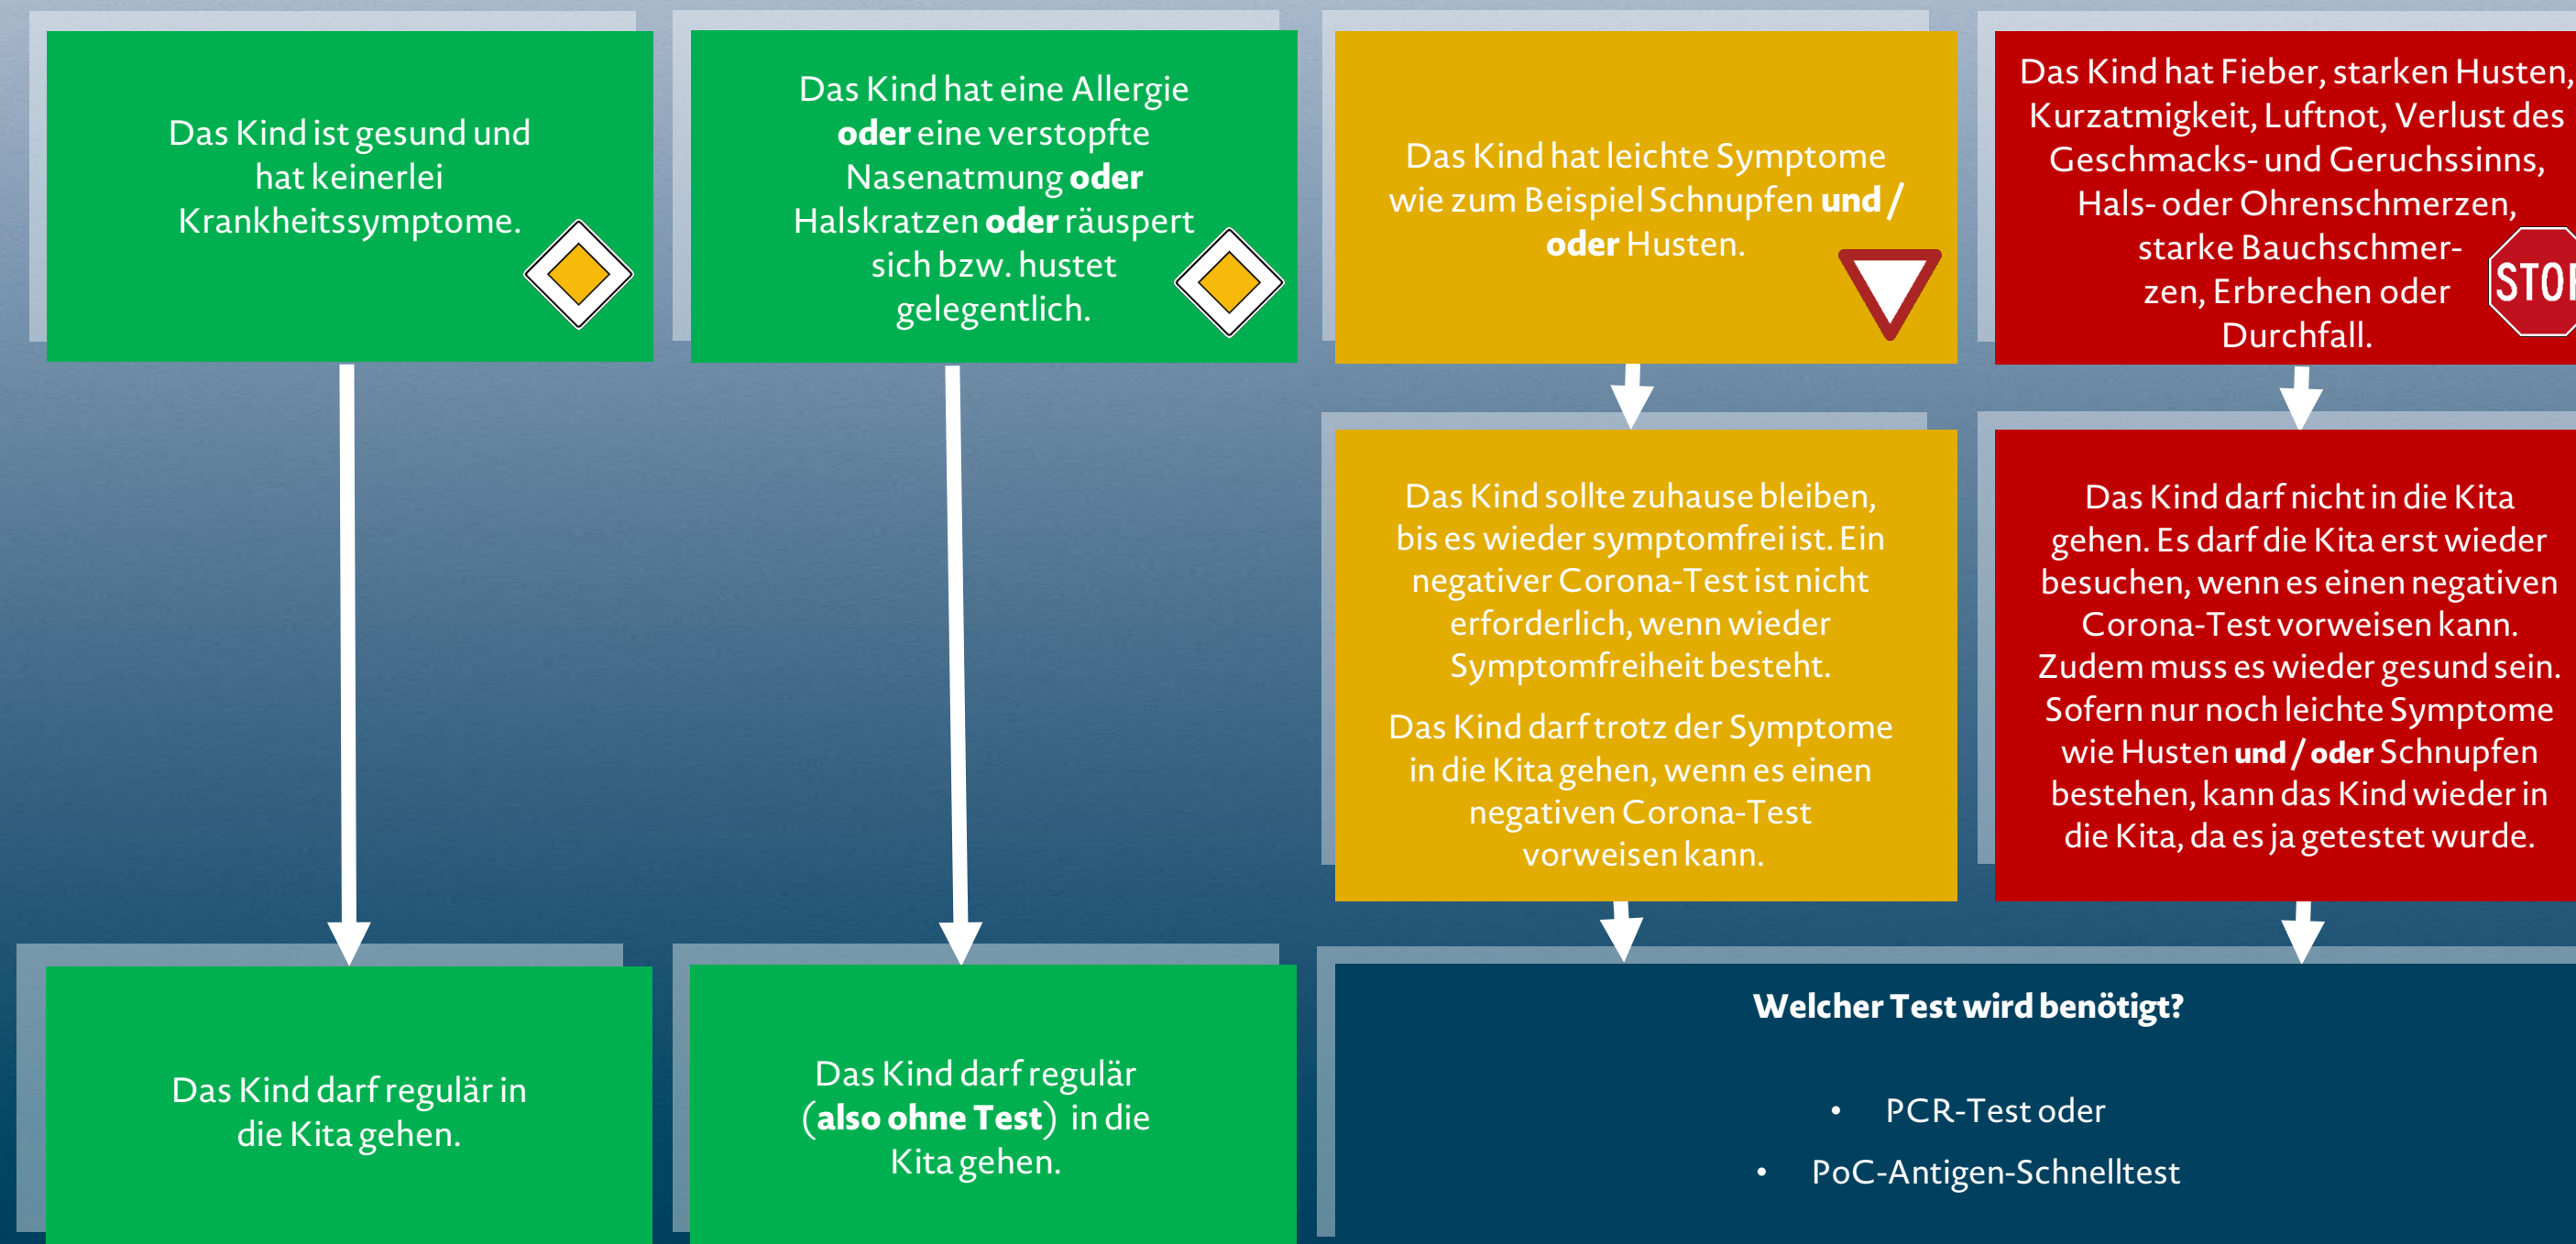 Das Kind ist gesund und
hat keinerlei
Krankheitssymptome.
Das Kind hat eine Allergie
oder eine verstopfte
Nasenatmung oder
Halskratzen oder räuspert
sich bzw. hustet
gelegentlich.
Das Kind hat leichte Symptome
wie zum Beispiel Schnupfen und /
oder Husten.
Das Kind hat Fieber, starken Husten,
Kurzatmigkeit, Luftnot, Verlust des
Geschmacks- und Geruchssinns,
Hals- oder Ohrenschmerzen,
starke Bauchschmer-
zen, Erbrechen oder
Durchfall.
STOP
Das Kind sollte zuhause bleiben,
bis es wieder symptomfrei ist. Ein
negativer Corona-Test ist nicht
erforderlich, wenn wieder
Symptomfreiheit besteht.
Das Kind darf trotz der Symptome
in die Kita gehen, wenn es einen
negativen Corona-Test
vorweisen kann.
Das Kind darf nicht in die Kita
gehen. Es darf die Kita erst wieder
besuchen, wenn es einen negativen
Corona-Test vorweisen kann.
Zudem muss es wieder gesund sein.
Sofern nur noch leichte Symptome
wie Husten und / oder Schnupfen
bestehen, kann das Kind wieder in
die Kita, da es ja getestet wurde.
Das Kind darf regulär in
die Kita gehen.
Das Kind darf regulär
(also ohne Test) in die
Kita gehen.
Welcher Test wird benötigt?
• PCR-Test oder
• PoC-Antigen-Schnelltest